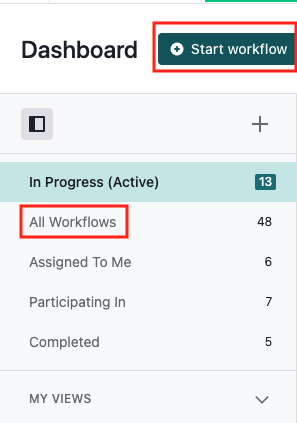 Dashboard
Start workflow
In Progress (Active) 13
All Workflows 48
Assigned To Me 6
Participating In 7
Completed 5
MY VIEWS